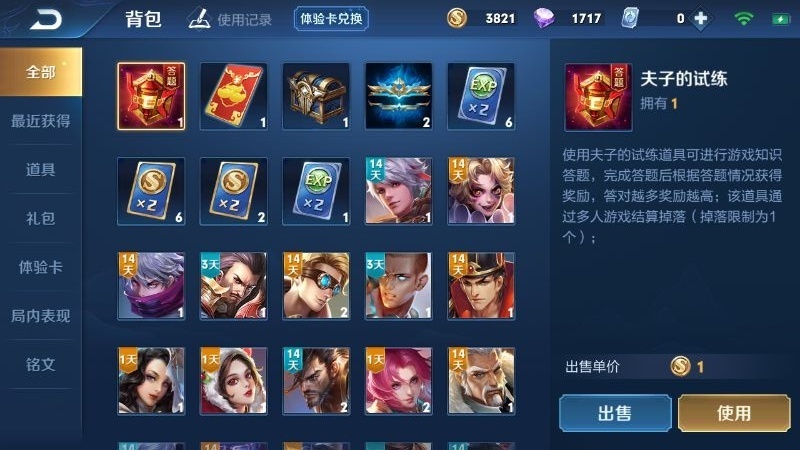 背包
使用记录
体验卡兑换
3821
1717
0
全部
最近获得
道具
礼包
体验卡
局内表现
铭文
答题
1
1
1
2
EXP
×2
6
×2
6
×2
2
EXP
×2
1
14天
1
14天
1
14天
1
3天
1
14天
2
3天
1
14天
1
1天
1
1天
1
14天
2
14天
2
14天
1
答题
夫子的试练
拥有1
使用夫子的试练道具可进行游戏知识
答题，完成答题后根据答题情况获得
奖励，答对越多奖励越高；该道具通
过多人游戏结算掉落（掉落限制为1
个）；
出售单价
1
出售
使用